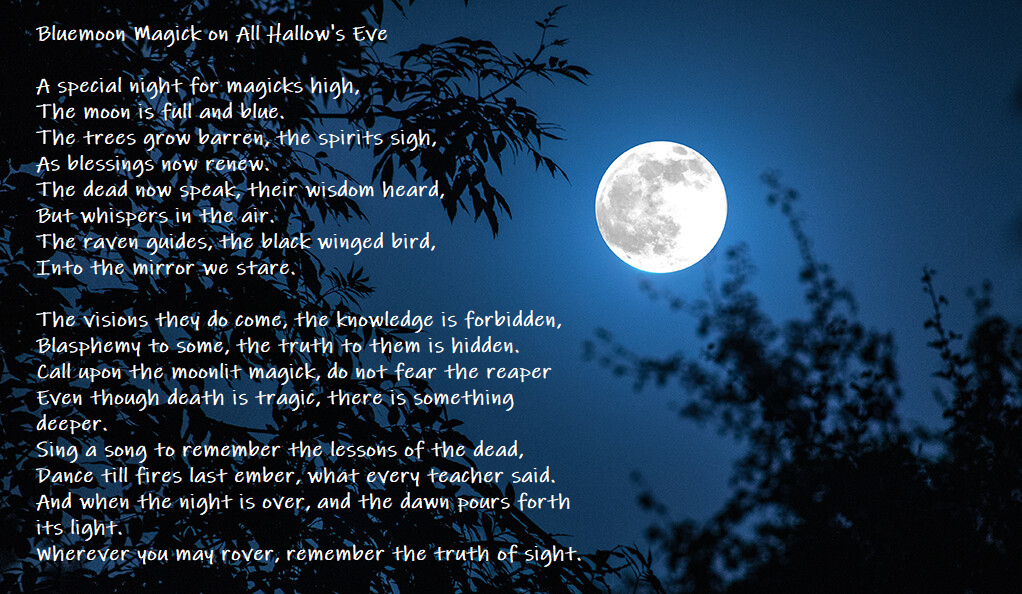 Bluemoon Magick on All Hallow's Eve
A special night for magicks high,
The moon is full and blue.
The trees grow barren, the spirits sigh,
As blessings now renew.
The dead now speak, their wisdom heard,
But whispers in the air.
The raven guides, the black winged bird,
Into the mirror we stare.
The visions they do come, the knowledge is forbidden,
Blasphemy to some, the truth to them is hidden.
Call upon the moonlit magick, do not fear the reaper
Even though death is tragic, there is something
deeper.
Sing a song to remember the lessons of the dead,
Dance till fires last ember, what every teacher said.
And when the night is over, and the dawn pours forth
its light.
Wherever you may rover, remember the truth of sight.